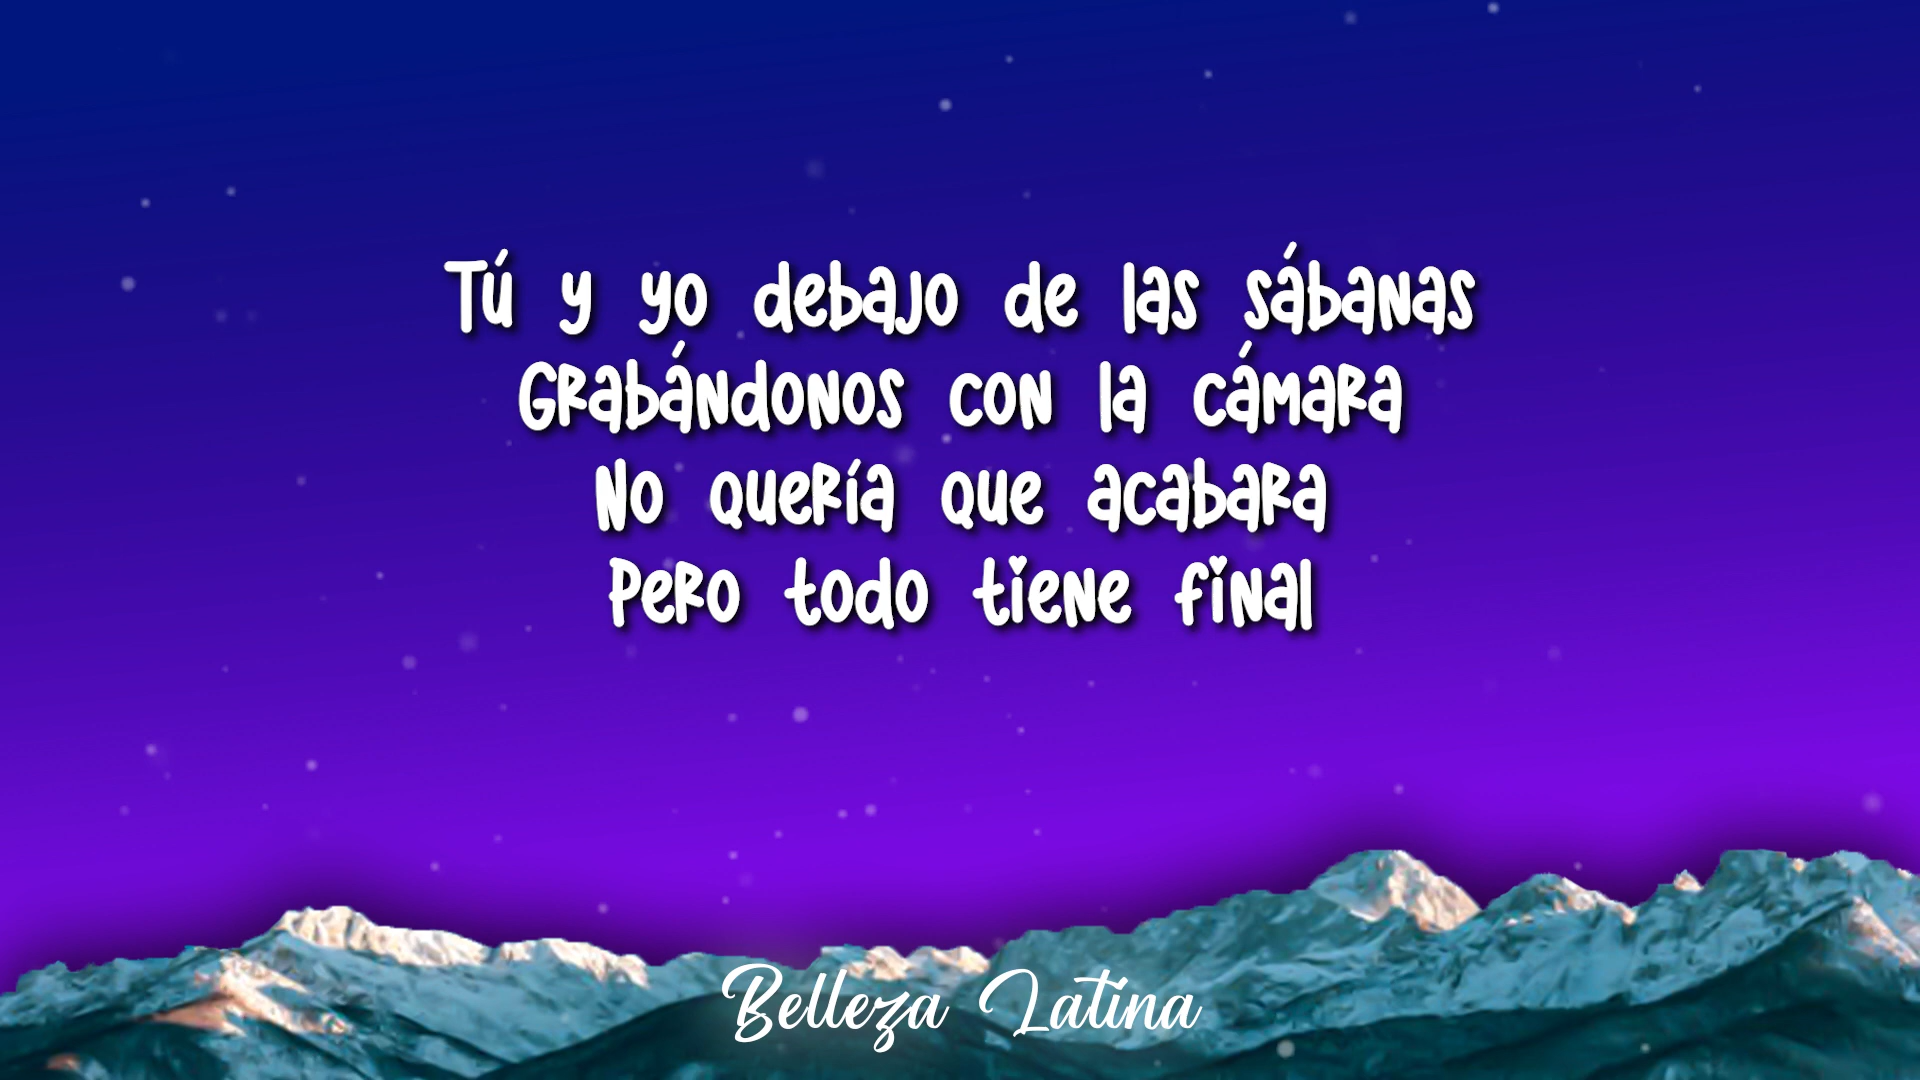 Tú y yo debajo de las sábanas
Grabándonos con la cámara
No quería que acabara
Pero todo tiene final
Belleza Latina